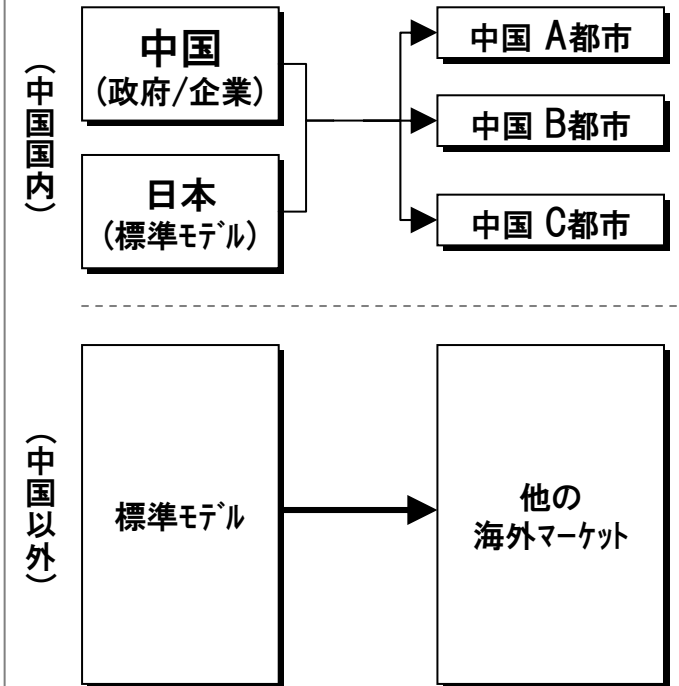 (中国国内)
中国
(政府/企業)
日本
(標準ﾓﾃﾞﾙ)
中国 A都市
中国 B都市
中国 C都市
(中国以外)
標準ﾓﾃﾞﾙ
他の
海外ﾏｰｹｯﾄ